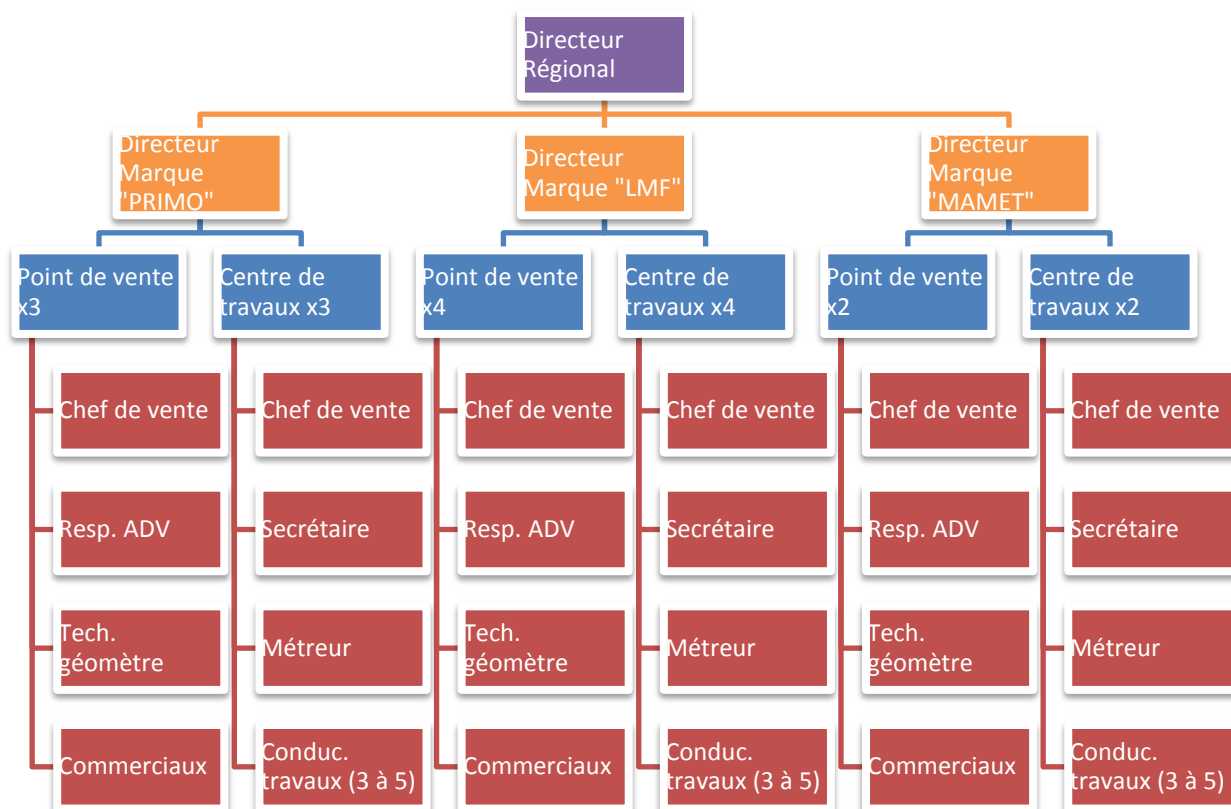 Directeur
Régional
Directeur
Marque
"PRIMO"
Directeur
Marque "LMF"
Directeur
Marque
"MAMET"
Point de vente
x3
Centre de
travaux x3
Point de vente
x4
Centre de
travaux x4
Point de vente
x2
Centre de
travaux x2
Chef de vente
Chef de vente
Chef de vente
Chef de vente
Chef de vente
Chef de vente
Resp. ADV
Secrétaire
Resp. ADV
Secrétaire
Resp. ADV
Secrétaire
Tech.
géomètre
Métreur
Tech.
géomètre
Métreur
Tech.
géomètre
Métreur
Commerciaux
Conduc.
travaux (3 à 5)
Commerciaux
Conduc.
travaux (3 à 5)
Commerciaux
Conduc.
travaux (3 à 5)